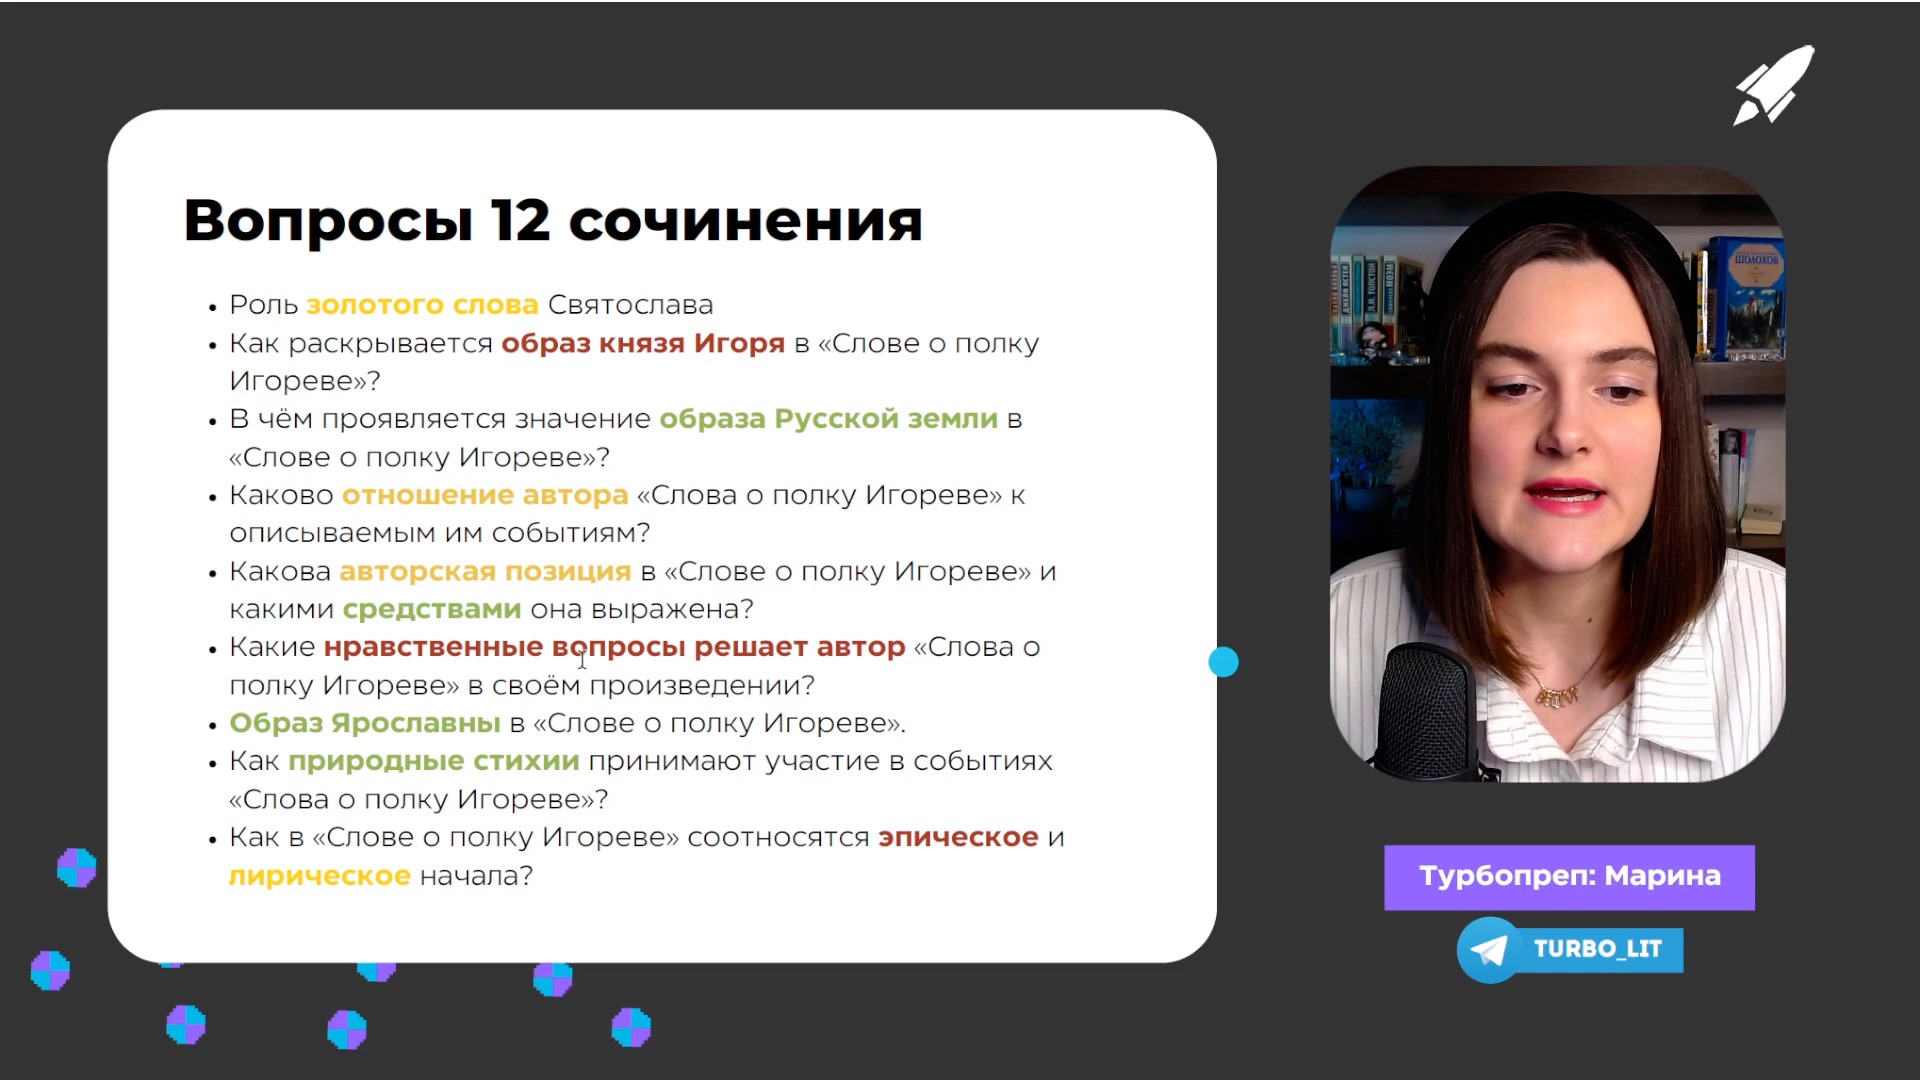 Вопросы 12 сочинения
• Роль золотого слова Святослава
• Как раскрывается образ князя Игоря в «Слове о полку
Игореве»?
• В чём проявляется значение образа Русской земли в
«Слове о полку Игореве»?
• Каково отношение автора «Слова о полку Игореве» к
описываемым им событиям?
• Какова авторская позиция в «Слове о полку Игореве» и
какими средствами она выражена?
• Какие нравственные вопросы решает автор «Слова о
полку Игореве» в своём произведении?
• Образ Ярославны в «Слове о полку Игореве».
• Как природные стихии принимают участие в событиях
«Слова о полку Игореве»?
• Как в «Слове о полку Игореве» соотносятся эпическое и
лирическое начала?
ШОЛОХОВ
Л.Н. ТОЛСТОЙ
Турбопреп: Марина
TURBO_LIT